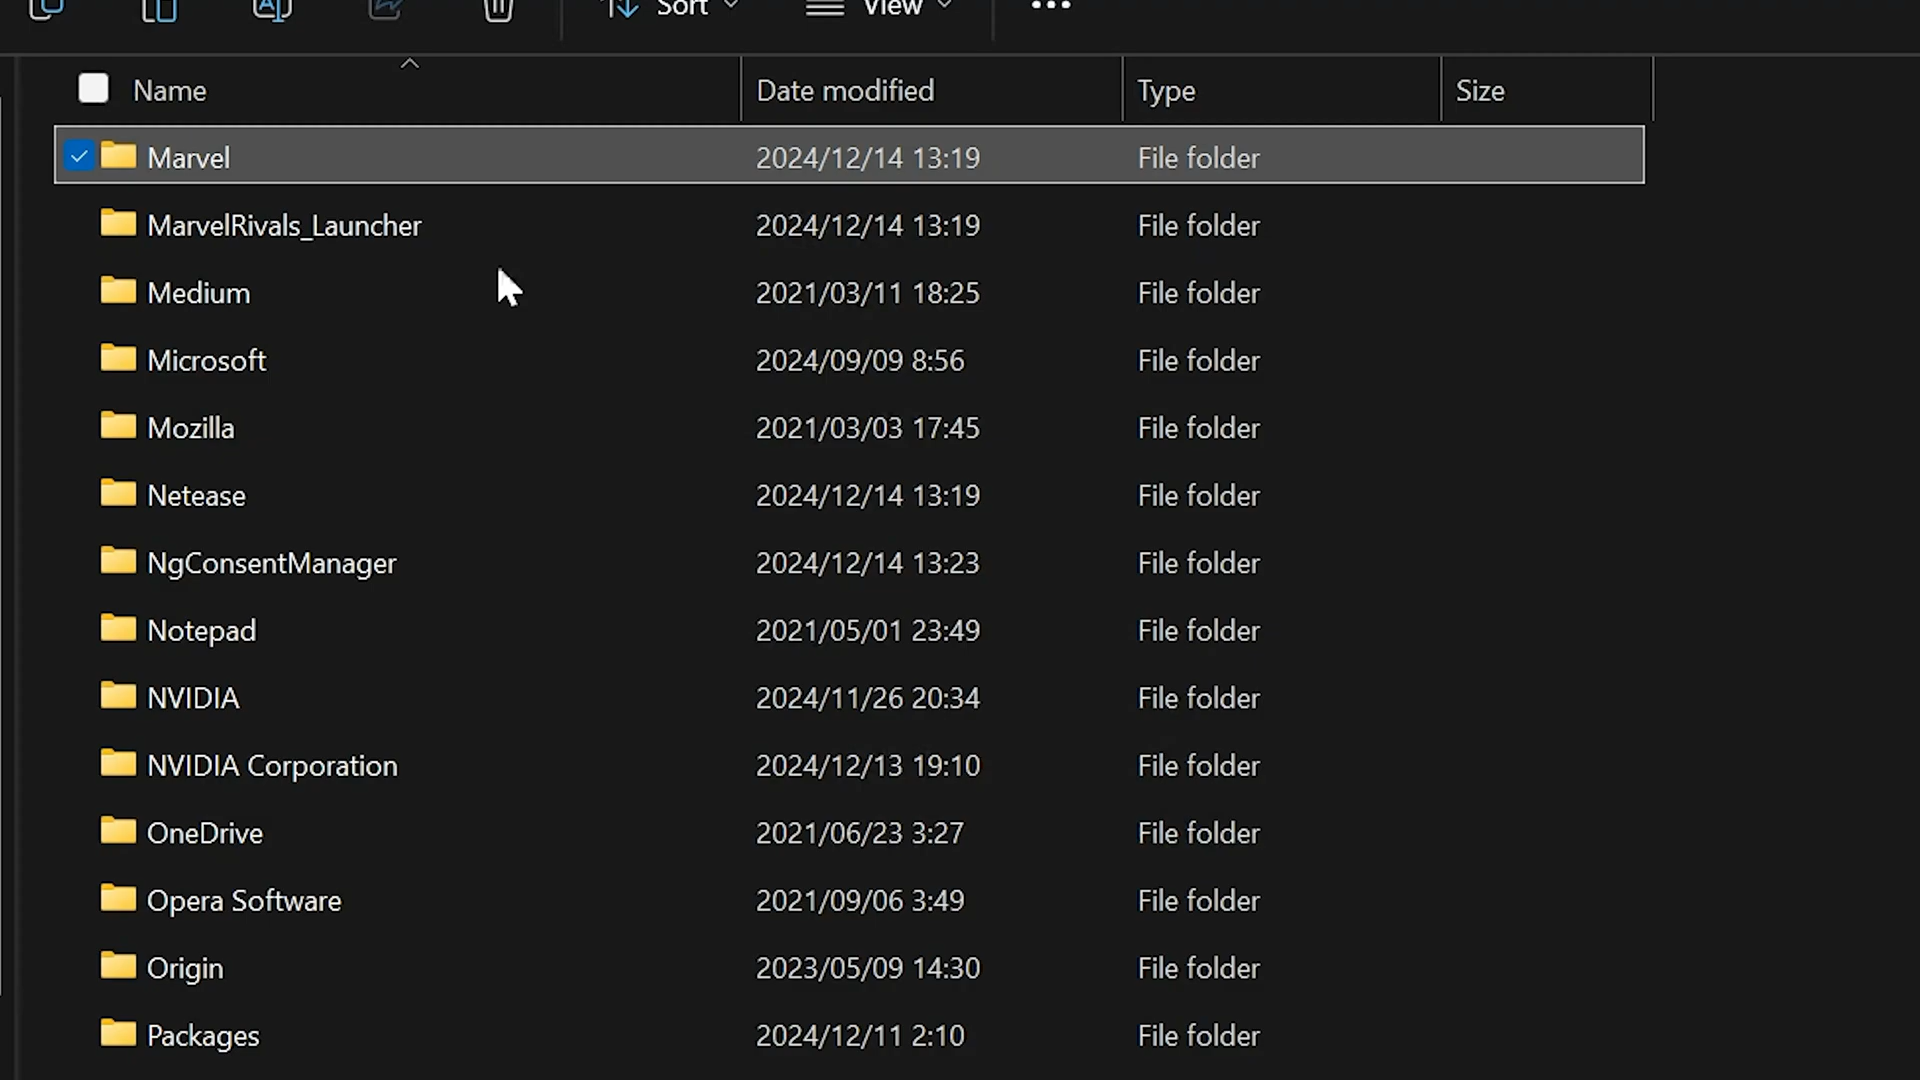 Sort View
Name Date modified Type Size
Marvel 2024/12/14 13:19 File folder
MarvelRivals_Launcher 2024/12/14 13:19 File folder
Medium 2021/03/11 18:25 File folder
Microsoft 2024/09/09 8:56 File folder
Mozilla 2021/03/03 17:45 File folder
Netease 2024/12/14 13:19 File folder
NgConsentManager 2024/12/14 13:23 File folder
Notepad 2021/05/01 23:49 File folder
NVIDIA 2024/11/26 20:34 File folder
NVIDIA Corporation 2024/12/13 19:10 File folder
OneDrive 2021/06/23 3:27 File folder
Opera Software 2021/09/06 3:49 File folder
Origin 2023/05/09 14:30 File folder
Packages 2024/12/11 2:10 File folder